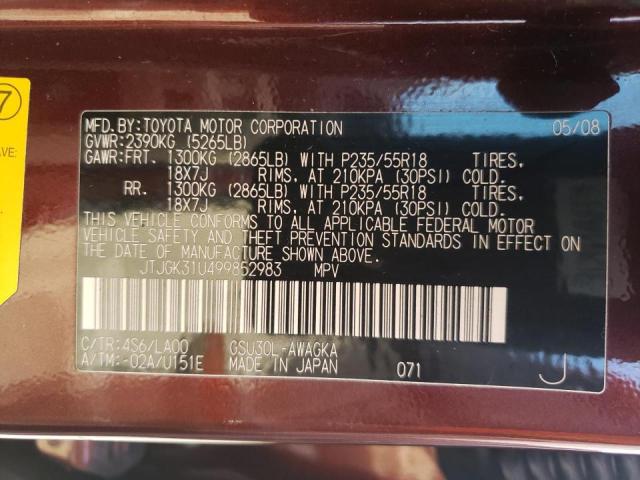 7
MFD.BY:TOYOTA MOTOR CORPORATION 05/08
GVWR:2390KG (5265LB)
GAWR:FRT. 1300KG (2865LB) WITH P235/55R18 TIRES,
18X7J RIMS, AT 210KPA (30PSI) COLD.
RR. 1300KG (2865LB) WITH P235/55R18 TIRES,
18X7J RIMS, AT 210KPA (30PSI) COLD.
THIS VEHICLE CONFORMS TO ALL APPLICABLE FEDERAL MOTOR
VEHICLE SAFETY AND THEFT PREVENTION STANDARDS IN EFFECT ON
THE DATE OF MANUFACTURE SHOWN ABOVE.
JTJGK31U499852983 MPV
C/TR:4S6/LA00 GSU30L-AWAGKA
A/TM:-02A/U151E MADE IN JAPAN 071 J